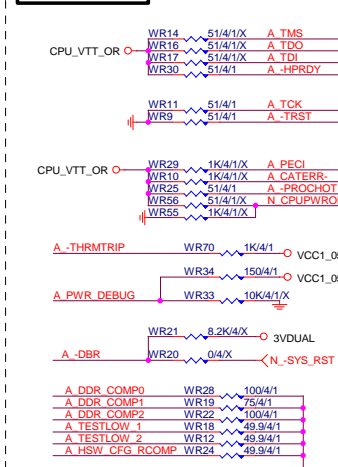 WR14 51/4/1/X A_TMS
WR16 51/4/1/X A_TDO
CPU_VTT_OR WR17 51/4/1/X A_TDI
WR30 51/4/1 A_-HPRDY
WR11 51/4/1 A_TCK
WR9 51/4/1 A_-TRST
CPU_VTT_OR WR29 1K/4/1/X A_PECI
WR10 1K/4/1/X A_CATERR-
WR25 51/4/1 A_-PROCHOT
WR56 51/4/1/X N_CPUPWRO
WR55 1K/4/1/X
A_-THRMTRIP WR70 1K/4/1 VCC1_05
WR34 150/4/1 VCC1_05
A_PWR_DEBUG WR33 10K/4/1/X
WR21 8.2K/4/X 3VDUAL
A_-DBR WR20 0/4/X N_-SYS_RST
A_DDR_COMP0 WR28 100/4/1
A_DDR_COMP1 WR19 75/4/1
A_DDR_COMP2 WR22 100/4/1
A_TESTLOW_1 WR18 49.9/4/1
A_TESTLOW_2 WR12 49.9/4/1
A_HSW_CFG_RCOMP WR24 49.9/4/1